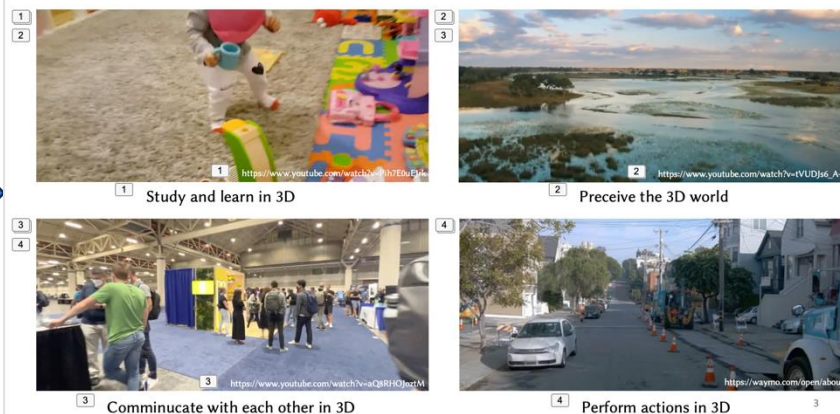 1
2
2
3
1
https://www.youtube.com/watch?v=Pih7E0uEJrk
2
https://www.youtube.com/watch?v=tVUDJs6_A-
1
Study and learn in 3D
2
Preceive the 3D world
3
4
4
3
https://www.youtube.com/watch?v=aQ8RHOJoztM
https://waymo.com/open/abou
3
Comminucate with each other in 3D
4
Perform actions in 3D
3